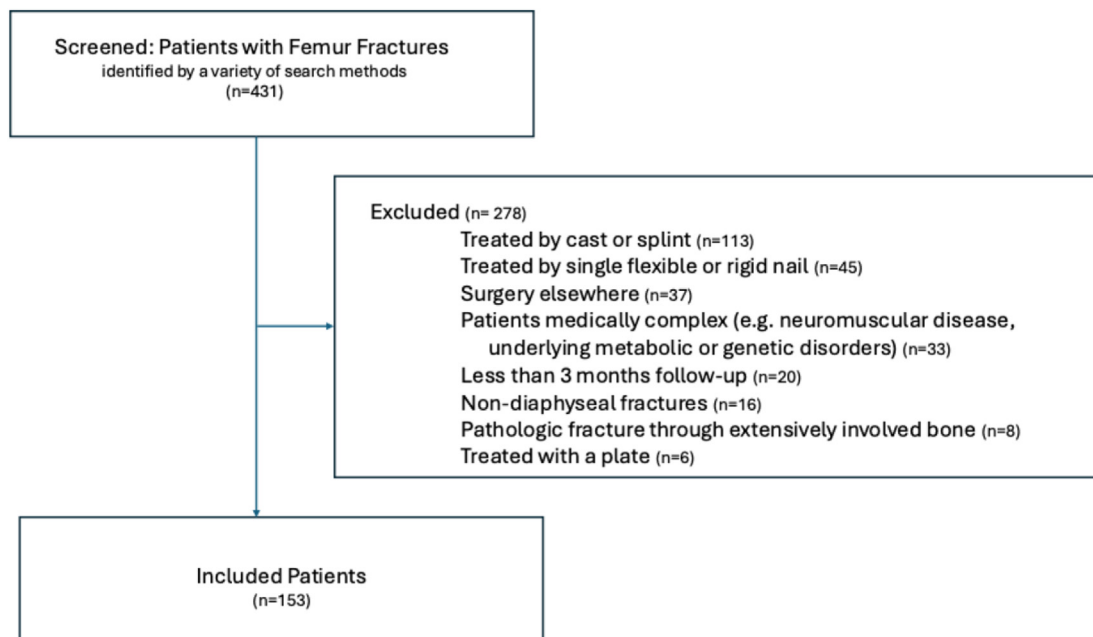 Screened: Patients with Femur Fractures
identified by a variety of search methods
(n=431)
Excluded (n= 278)
Treated by cast or splint (n=113)
Treated by single flexible or rigid nail (n=45)
Surgery elsewhere (n=37)
Patients medically complex (e.g. neuromuscular disease,
underlying metabolic or genetic disorders) (n=33)
Less than 3 months follow-up (n=20)
Non-diaphyseal fractures (n=16)
Pathologic fracture through extensively involved bone (n=8)
Treated with a plate (n=6)
Included Patients
(n=153)